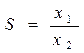 S = x₁ / x₂